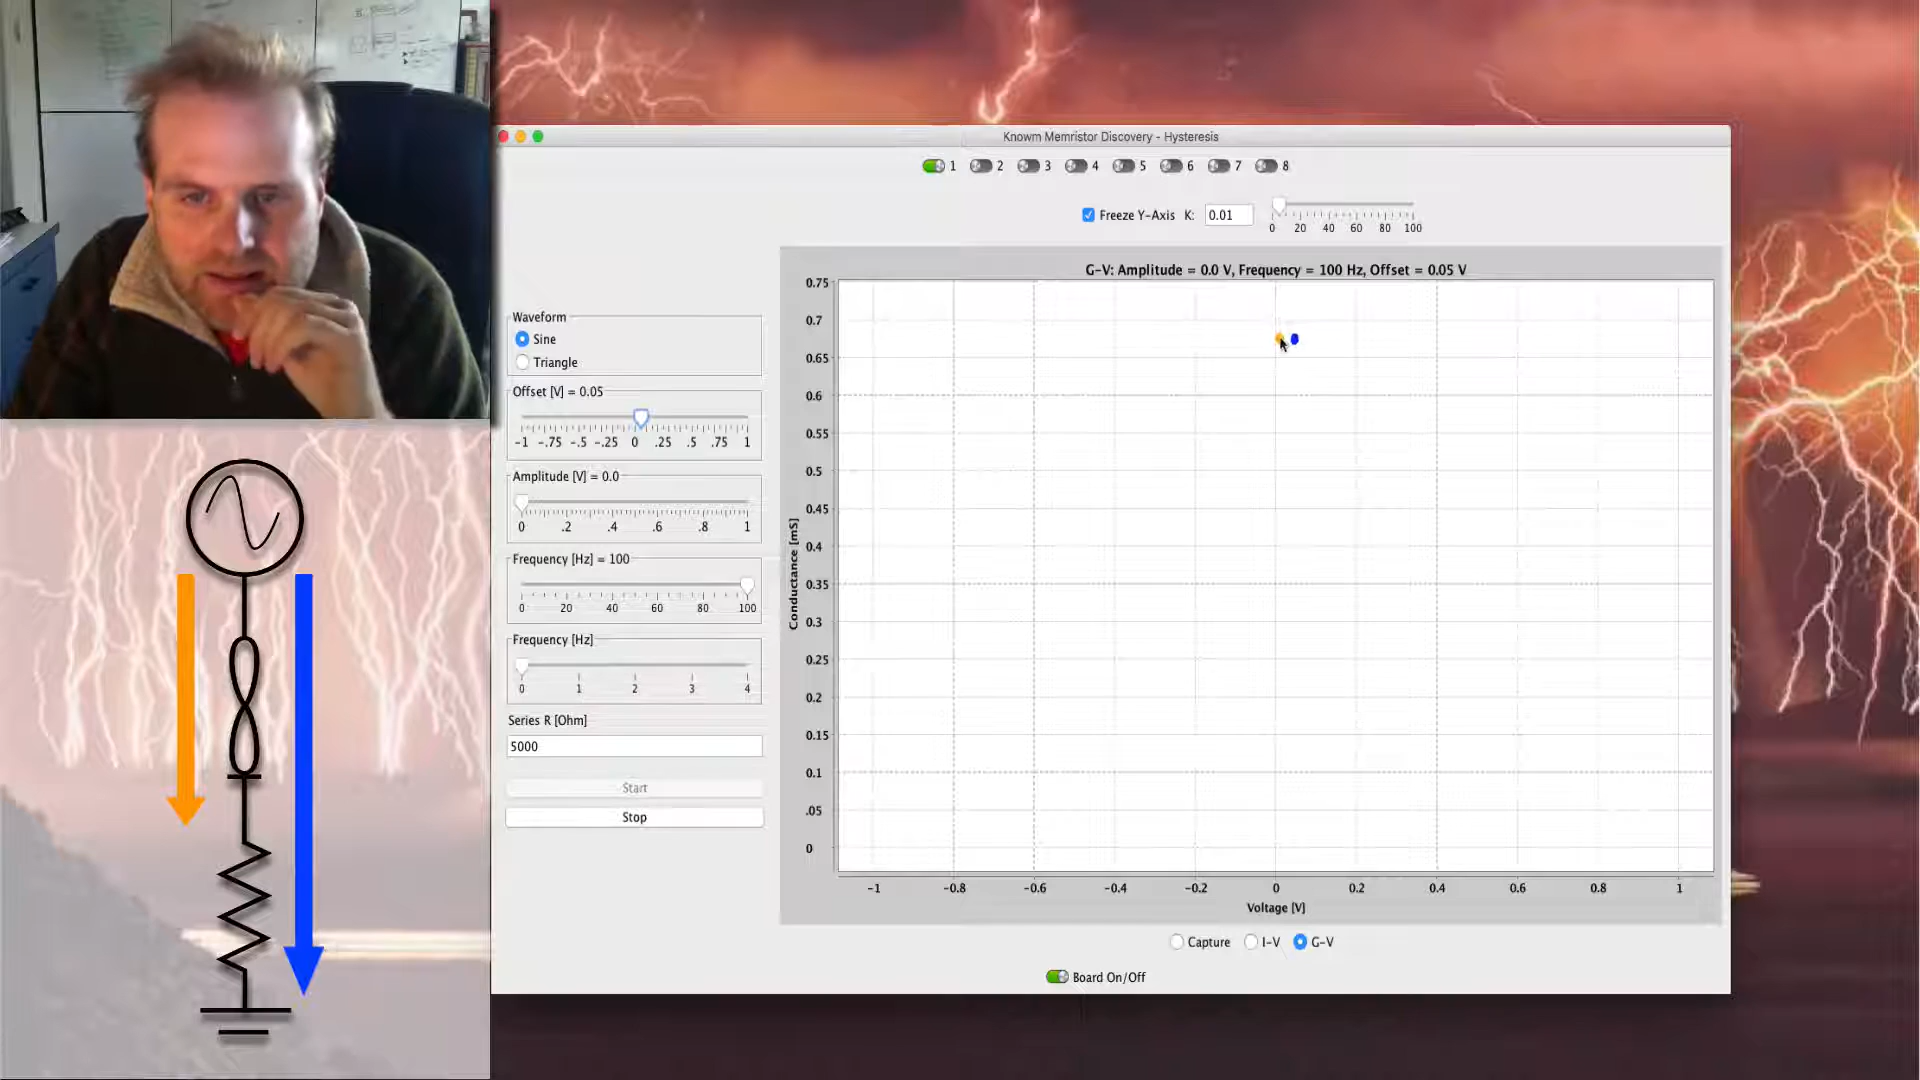 Knowm Memristor Discovery - Hysteresis
1 2 3 4 5 6 7 8
Freeze Y-Axis K: 0.01
0 20 40 60 80 100
G-V: Amplitude = 0.0 V, Frequency = 100 Hz, Offset = 0.05 V
Waveform
Sine
Triangle
Offset [V] = 0.05
-1 -.75 -.5 -.25 0 .25 .5 .75 1
Amplitude [V] = 0.0
0 .2 .4 .6 .8 1
Frequency [Hz] = 100
0 20 40 60 80 100
Frequency [Hz]
0 1 2 3 4
Series R [Ohm]
5000
Start
Stop
Conductance [mS]
0.75
0.7
0.65
0.6
0.55
0.5
0.45
0.4
0.35
0.3
0.25
0.2
0.15
0.1
.05
0
-1 -0.8 -0.6 -0.4 -0.2 0 0.2 0.4 0.6 0.8 1
Voltage [V]
Capture I-V G-V
Board On/Off